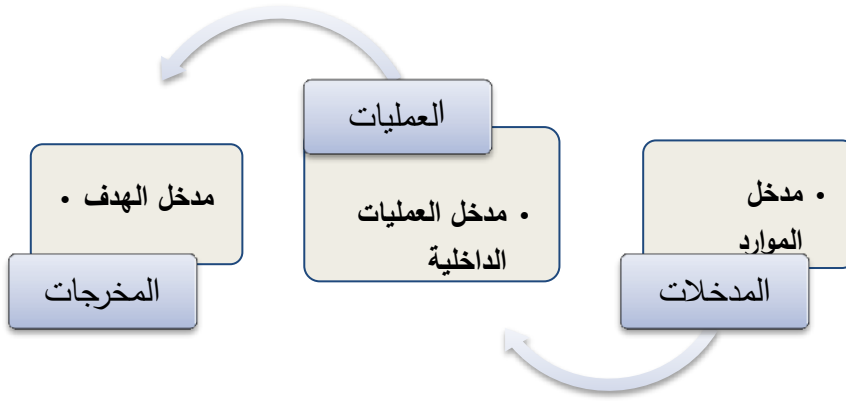 • مدخل
الموارد
المدخلات
العمليات
• مدخل العمليات
الداخلية
• مدخل الهدف
المخرجات